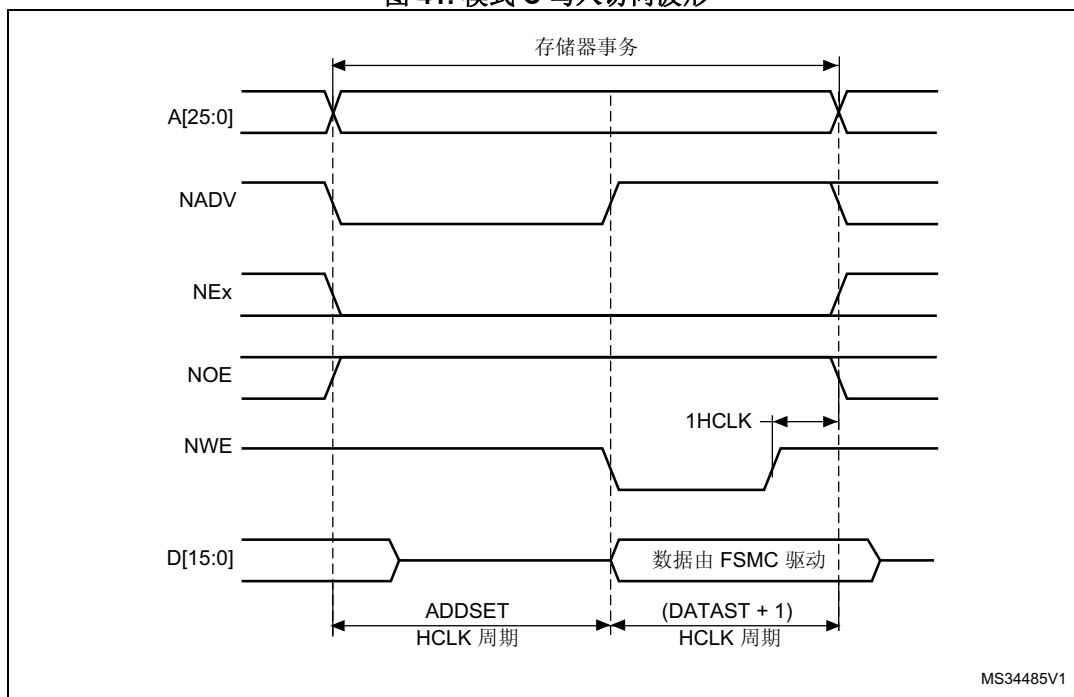 存储器事务
A[25:0]
NADV
NEx
NOE
1HCLK
NWE
D[15:0]
数据由 FSMC 驱动
ADDSET
HCLK 周期
(DATAST + 1)
HCLK 周期
MS34485V1